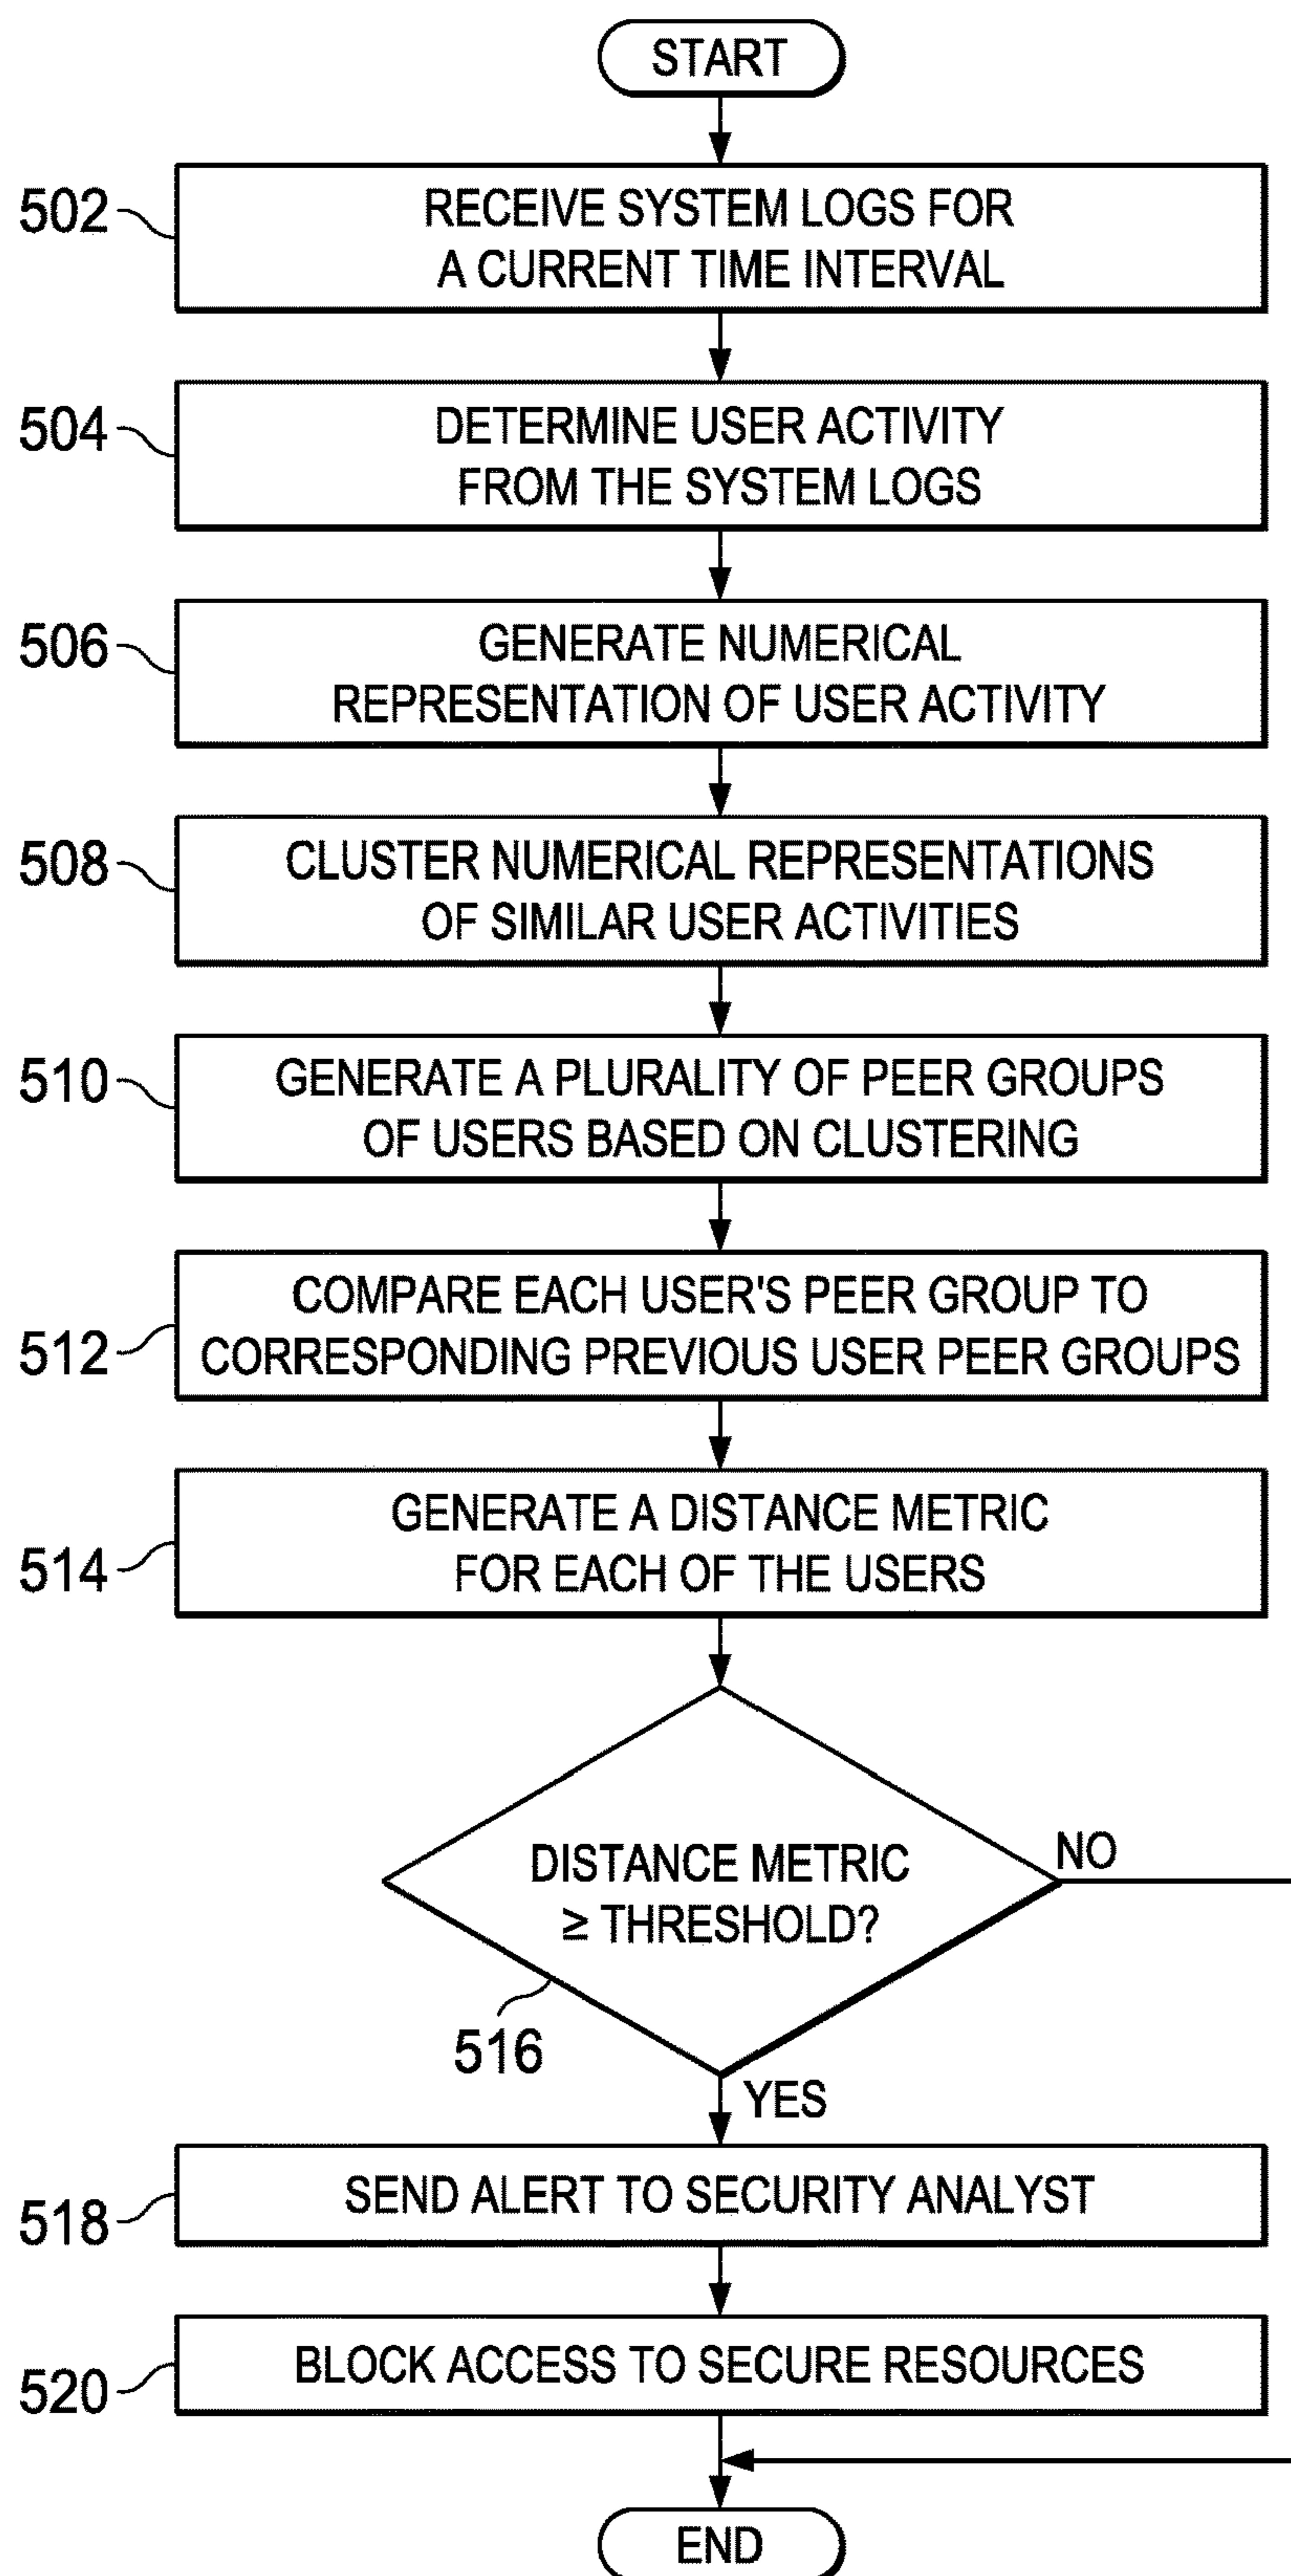 START
502
RECEIVE SYSTEM LOGS FOR
A CURRENT TIME INTERVAL
504
DETERMINE USER ACTIVITY
FROM THE SYSTEM LOGS
506
GENERATE NUMERICAL
REPRESENTATION OF USER ACTIVITY
508
CLUSTER NUMERICAL REPRESENTATIONS
OF SIMILAR USER ACTIVITIES
510
GENERATE A PLURALITY OF PEER GROUPS
OF USERS BASED ON CLUSTERING
512
COMPARE EACH USER'S PEER GROUP TO
CORRESPONDING PREVIOUS USER PEER GROUPS
514
GENERATE A DISTANCE METRIC
FOR EACH OF THE USERS
DISTANCE METRIC
≥ THRESHOLD?
NO
516
YES
518
SEND ALERT TO SECURITY ANALYST
520
BLOCK ACCESS TO SECURE RESOURCES
END